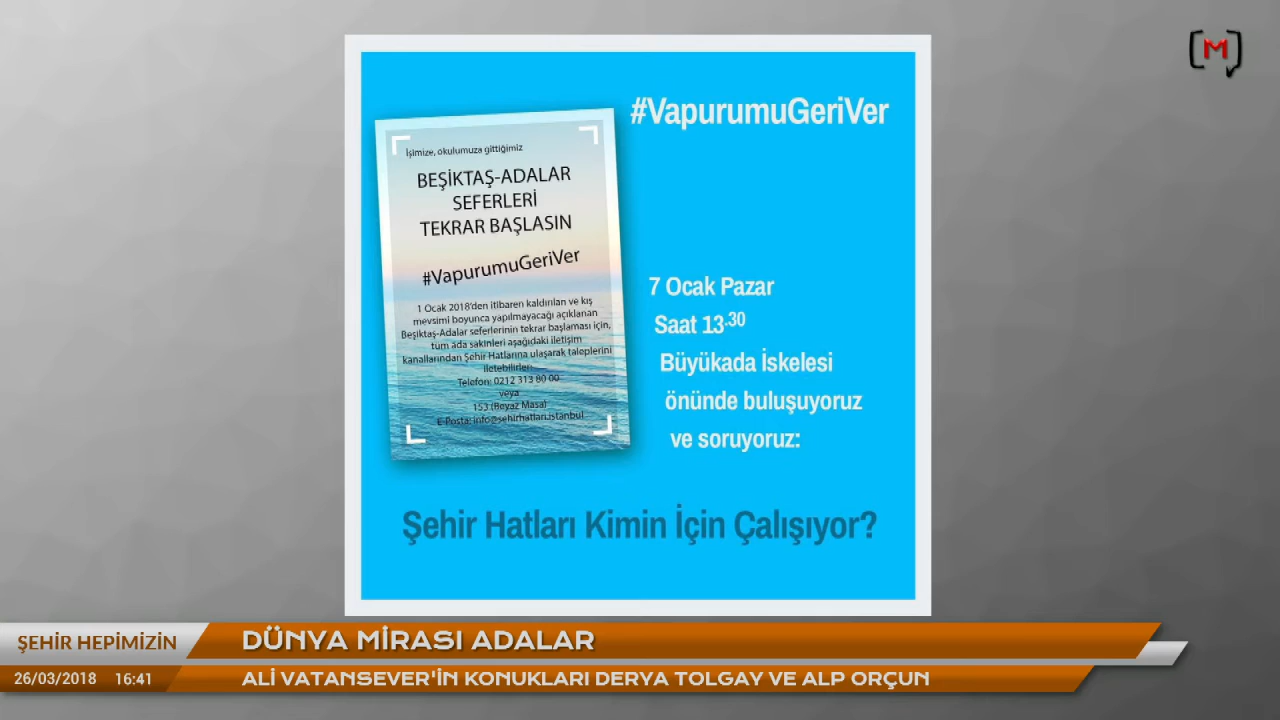 #VapurumuGeriVer
İşimize, okulumuza gittiğimiz
BEŞİKTAŞ-ADALAR
SEFERLERİ
TEKRAR BAŞLASIN
#VapurumuGeriVer
1 Ocak 2018'den itibaren kaldırılan ve kış
mevsimi boyunca yapılmayacağı açıklanan
Beşiktaş-Adalar seferlerinin tekrar başlaması için,
tüm ada sakinleri aşağıdaki iletişim
kanallarından Şehir Hatlarına ulaşarak taleplerini
iletebilirler.
Telefon: 0212 313 80 00
veya
153 (Beyaz Masa)
E-Posta: info@sehirhatlari.istanbul
7 Ocak Pazar
Saat 13.30
Büyükada İskelesi
önünde buluşuyoruz
ve soruyoruz:
Şehir Hatları Kimin İçin Çalışıyor?
[M]
ŞEHİR HEPİMİZİN
DÜNYA MİRASI ADALAR
26/03/2018 16:41
ALİ VATANSEVER'İN KONUKLARI DERYA TOLGAY VE ALP ORÇUN